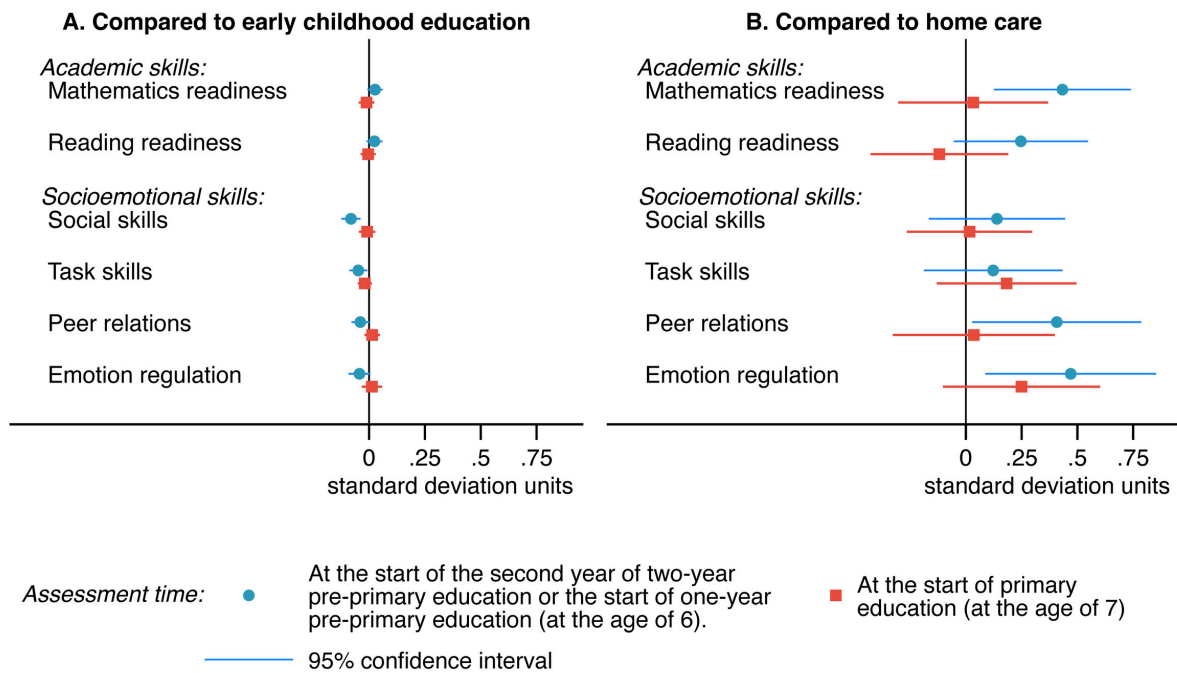 A. Compared to early childhood education
Academic skills:
Mathematics readiness
Reading readiness
Socioemotional skills:
Social skills
Task skills
Peer relations
Emotion regulation
0 .25 .5 .75
standard deviation units
B. Compared to home care
Academic skills:
Mathematics readiness
Reading readiness
Socioemotional skills:
Social skills
Task skills
Peer relations
Emotion regulation
0 .25 .5 .75
standard deviation units
Assessment time:
At the start of the second year of two-year
pre-primary education or the start of one-year
pre-primary education (at the age of 6).
At the start of primary
education (at the age of 7)
95% confidence interval